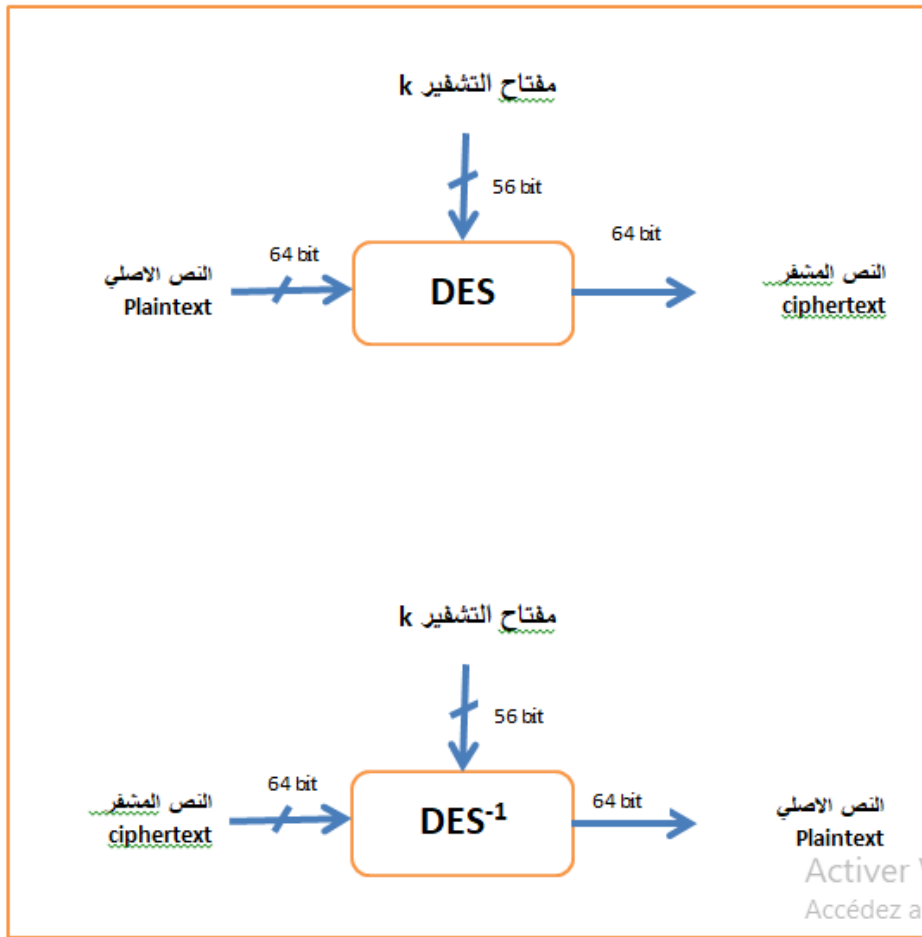 مفتاح التشفير k
56 bit
64 bit
64 bit
النص الاصلي
Plaintext
DES
النص المشفر
ciphertext
مفتاح التشفير k
56 bit
64 bit
64 bit
النص المشفر
ciphertext
DES⁻¹
النص الاصلي
Plaintext
Activer
Accédez a